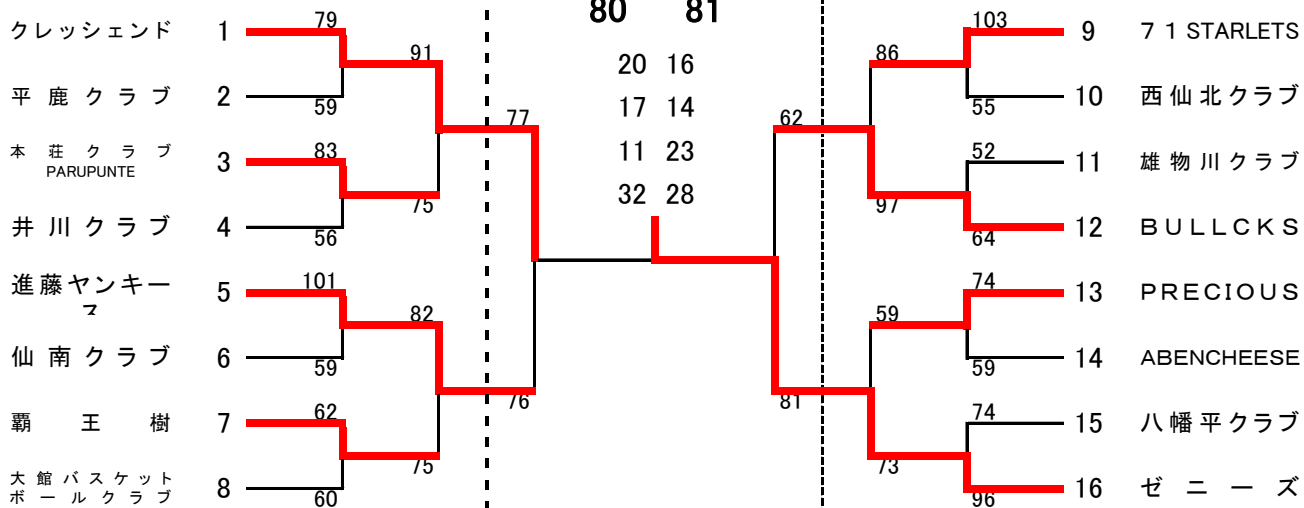 80 81
20 16
17 14
11 23
32 28
クレッシェンド 1 79
91
平鹿クラブ 2 59
77
本荘クラブ
PARUPUNTE
3 83
75
井川クラブ 4 56
進藤ヤンキー
ス
5 101
82
仙南クラブ 6 59
76
覇王樹 7 62
75
大館バスケット
ボールクラブ
8 60
103 9 71 STARLETS
86
55 10 西仙北クラブ
62
52 11 雄物川クラブ
97
64 12 BULLCKS
74 13 PRECIOUS
59
59 14 ABENCHEESE
81
74 15 八幡平クラブ
73
96 16 ゼニーズ